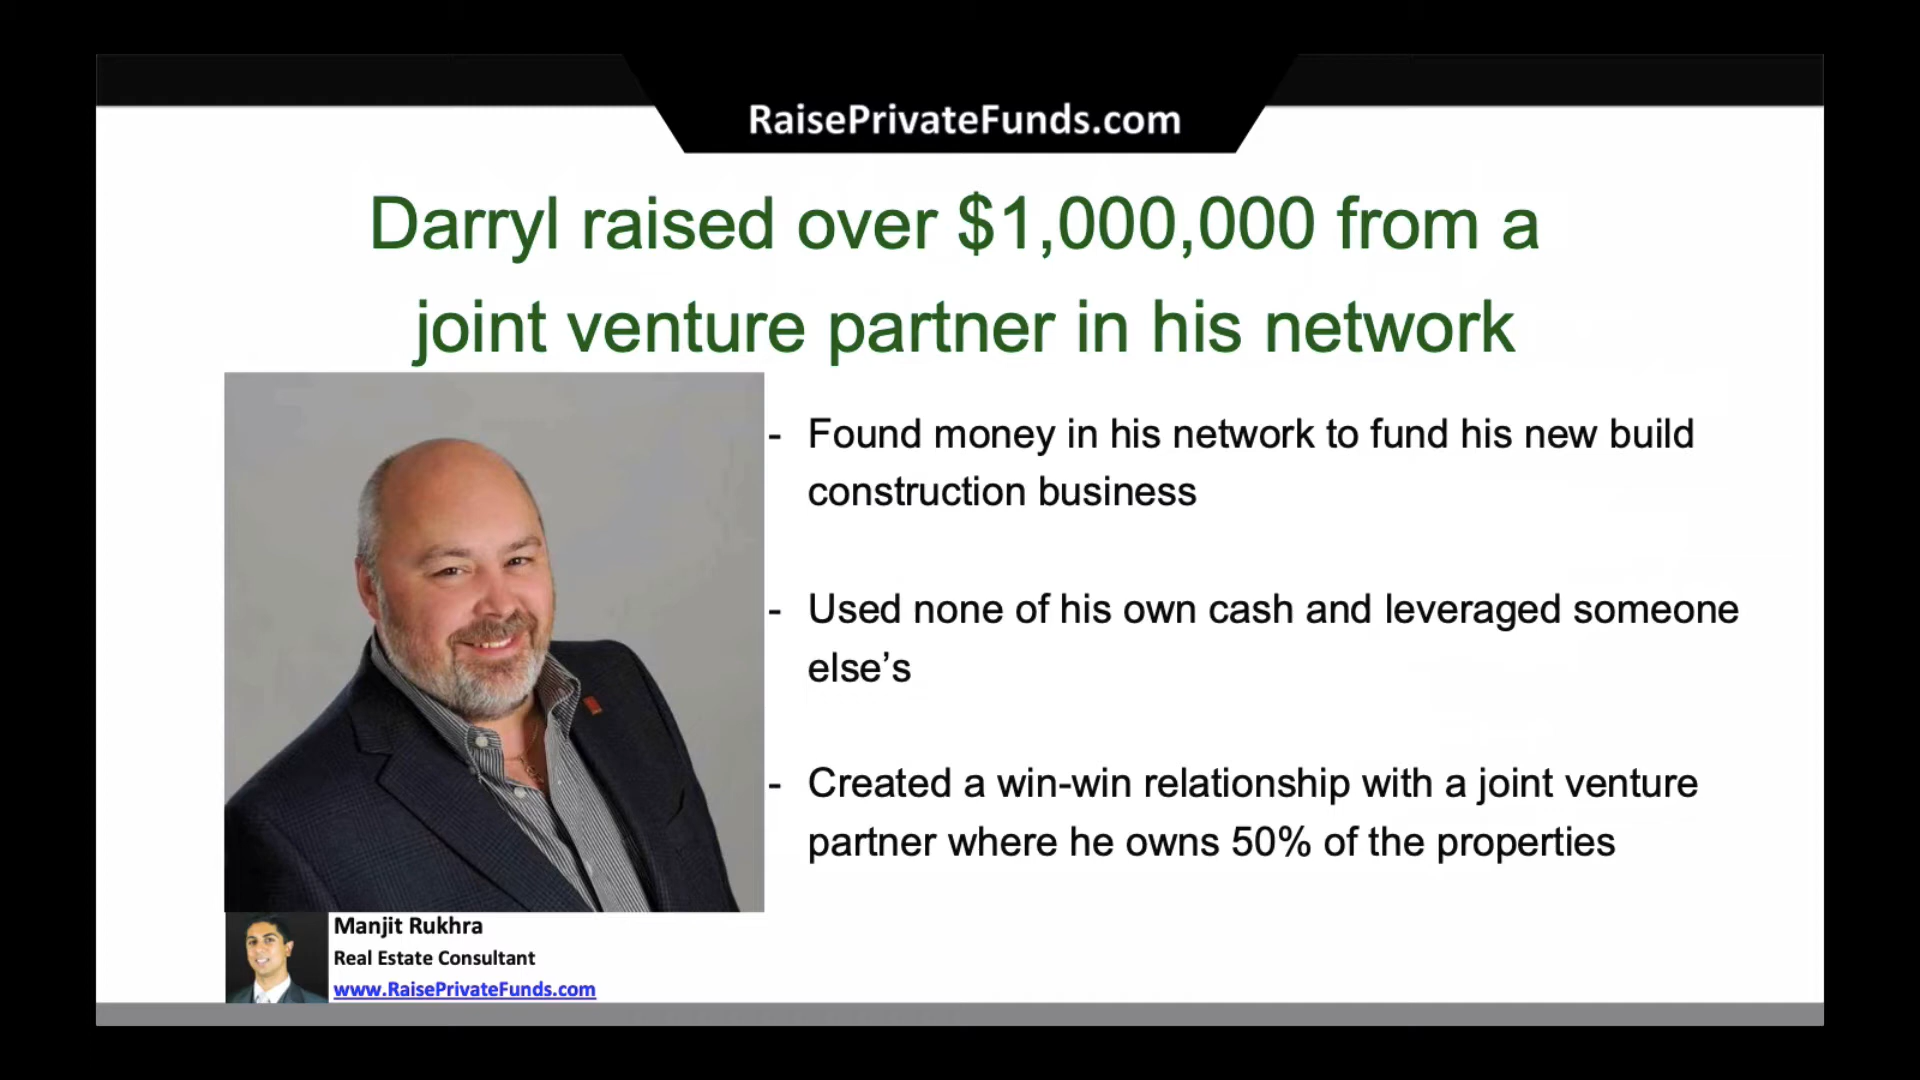 RaisePrivateFunds.com
Darryl raised over $1,000,000 from a
joint venture partner in his network
- Found money in his network to fund his new build
construction business
- Used none of his own cash and leveraged someone
else’s
- Created a win-win relationship with a joint venture
partner where he owns 50% of the properties
Manjit Rukhra
Real Estate Consultant
www.RaisePrivateFunds.com